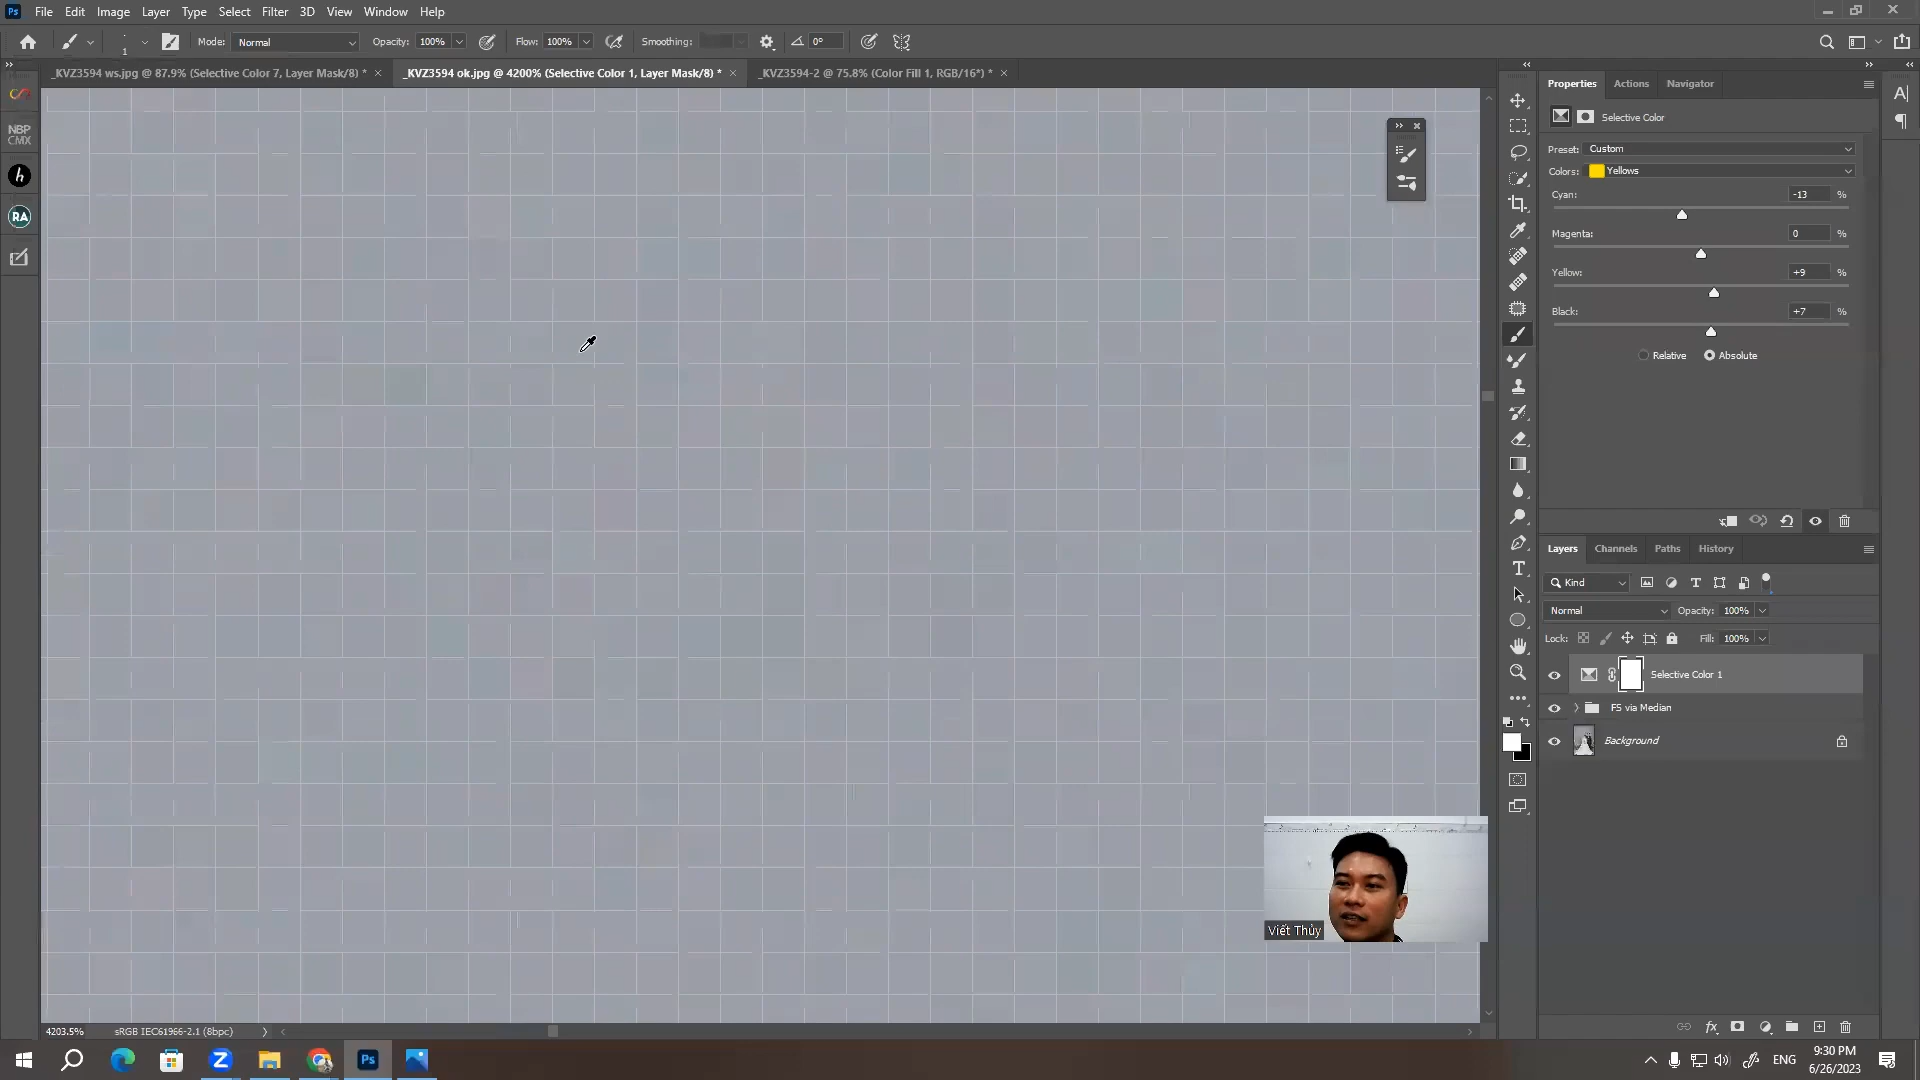 Ps File Edit Image Layer Type Select Filter 3D View Window Help
1 Mode: Normal Opacity: 100% Flow: 100% Smoothing: 0°
_KVZ3594 ws.jpg @ 87.9% (Selective Color 7, Layer Mask/8) * × _KVZ3594 ok.jpg @ 4200% (Selective Color 1, Layer Mask/8) * × _KVZ3594-2 @ 75.8% (Color Fill 1, RGB/16*) * ×
NBP
CMX
h
RA
Properties Actions Navigator
Selective Color
Preset: Custom
Colors: Yellows
Cyan: -13 %
Magenta: 0 %
Yellow: +9 %
Black: +7 %
Relative Absolute
Layers Channels Paths History
Kind
Normal Opacity: 100%
Lock: Fill: 100%
Selective Color 1
FS via Median
Background
Viết Thủy
4203.5% sRGB IEC61966-2.1 (8bpc)
Ps ENG
9:30 PM
6/26/2023